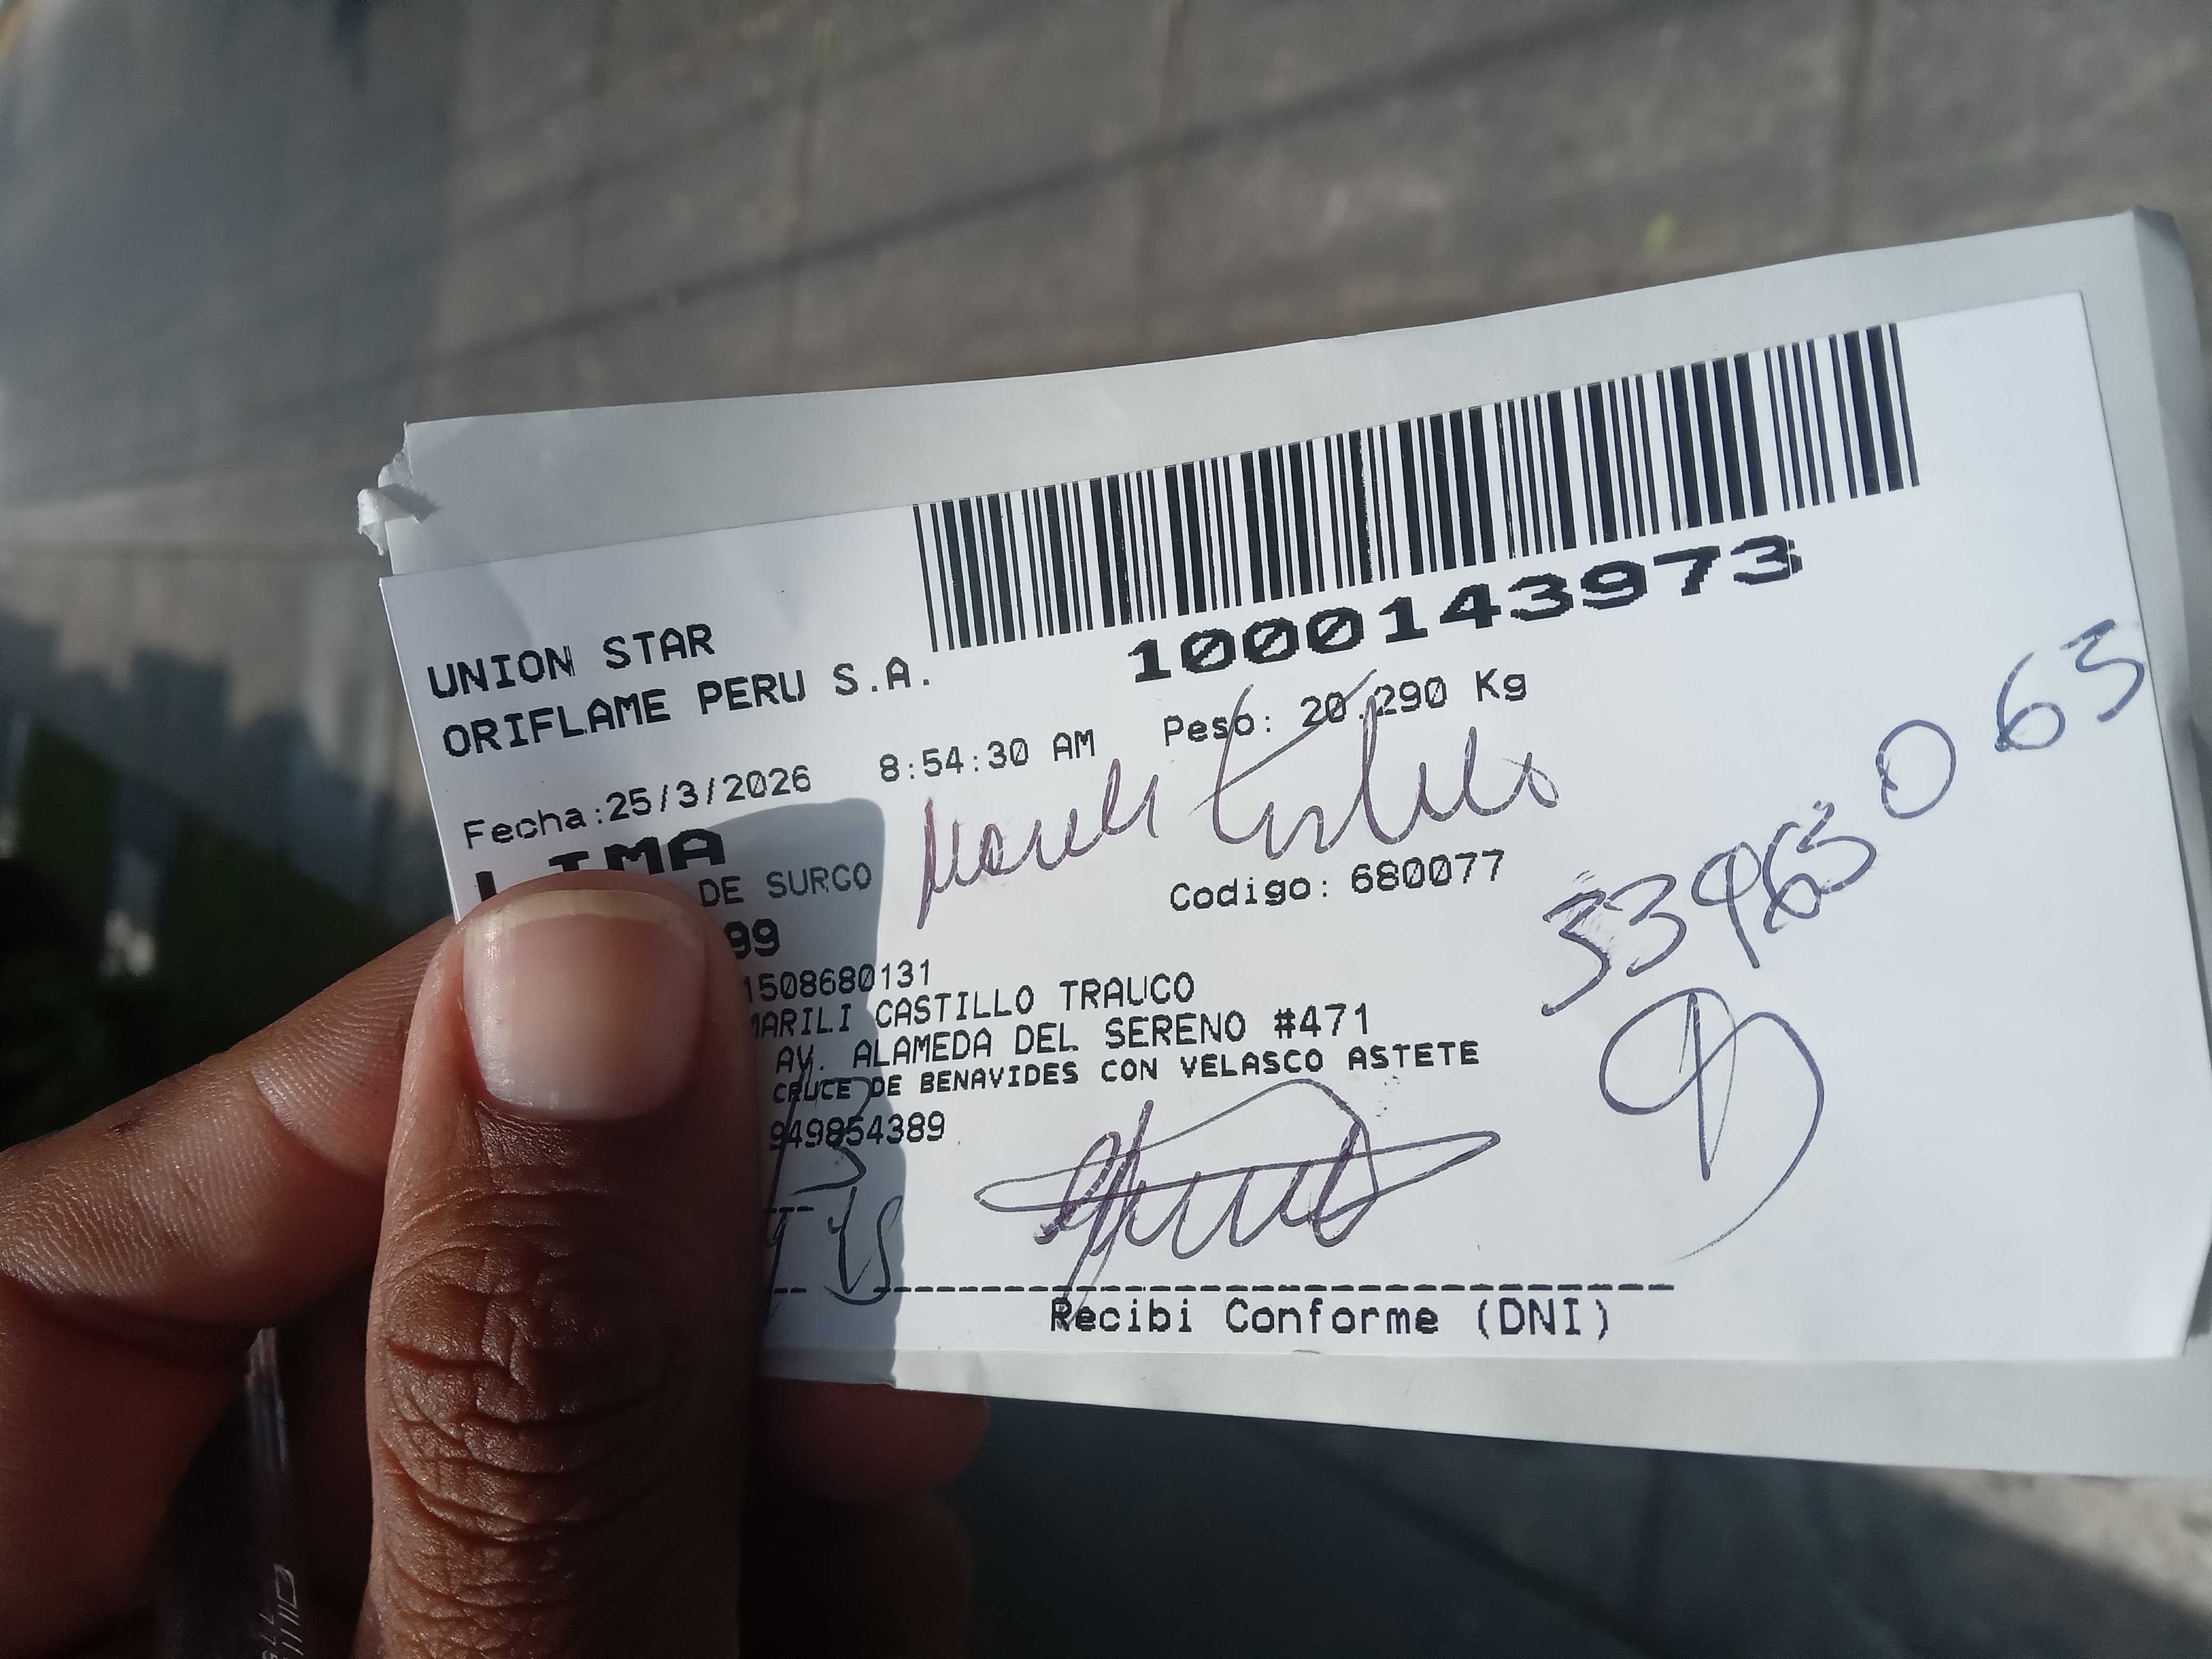 1000143973
UNION STAR
ORIFLAME PERU S.A.
Fecha:25/3/2026 8:54:30 AM Peso: 20.290 Kg
Marili Castillo
LIMA
DE SURCO
Codigo: 680077
99
1508680131
MARILI CASTILLO TRAUCO
AV. ALAMEDA DEL SERENO #471
CRUCE DE BENAVIDES CON VELASCO ASTETE
949854389
Recibi Conforme (DNI)